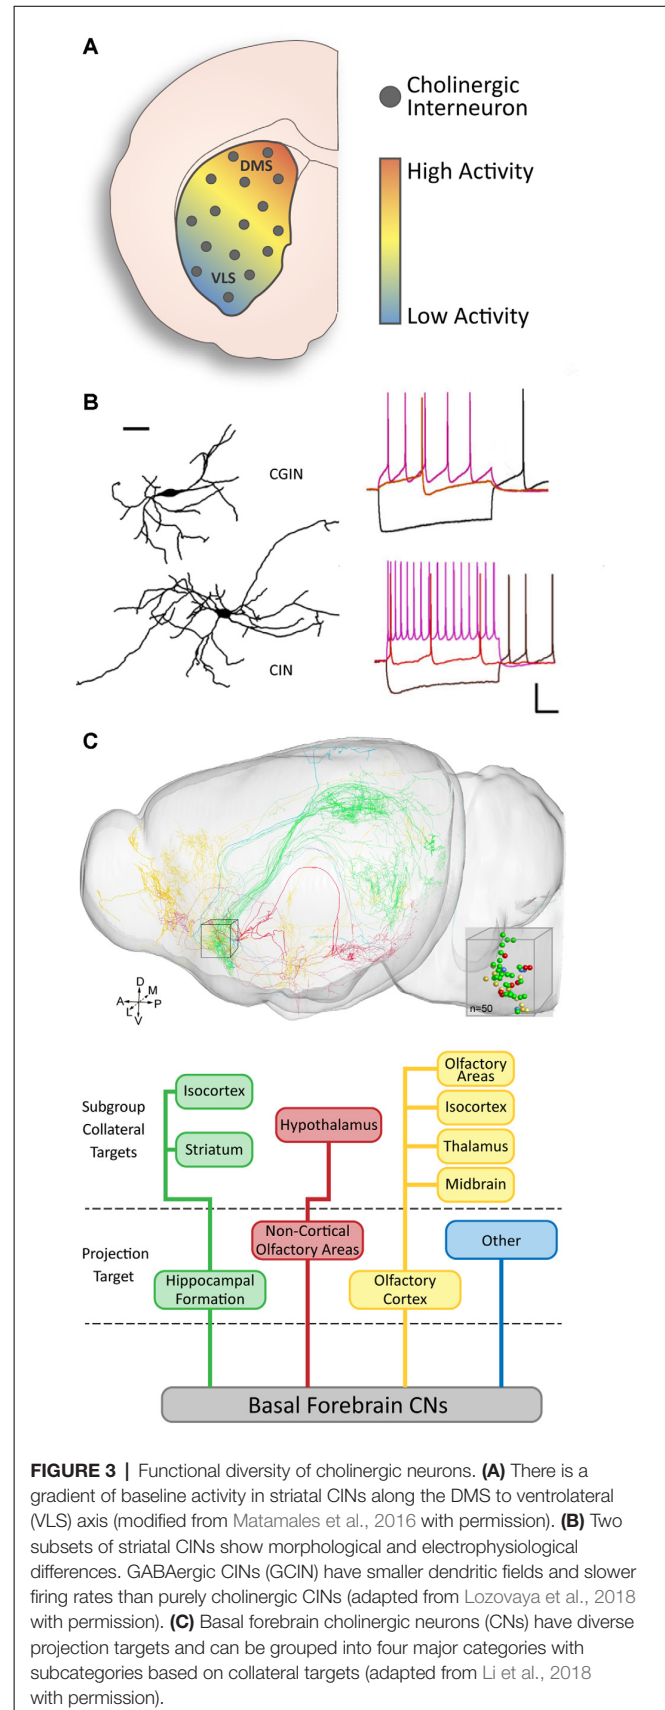 A
Cholinergic
Interneuron
DMS
VLS
High Activity
Low Activity
B
CGIN
CIN
C
D
M
A
P
L
V
n=50
Subgroup
Collateral
Targets
Isocortex
Striatum
Hypothalamus
Olfactory
Areas
Isocortex
Thalamus
Midbrain
Projection
Target
Hippocampal
Formation
Non-Cortical
Olfactory Areas
Olfactory
Cortex
Other
Basal Forebrain CNs
FIGURE 3 | Functional diversity of cholinergic neurons. (A) There is a
gradient of baseline activity in striatal CINs along the DMS to ventrolateral
(VLS) axis (modified from Matamales et al., 2016 with permission). (B) Two
subsets of striatal CINs show morphological and electrophysiological
differences. GABAergic CINs (GCIN) have smaller dendritic fields and slower
firing rates than purely cholinergic CINs (adapted from Lozovaya et al., 2018
with permission). (C) Basal forebrain cholinergic neurons (CNs) have diverse
projection targets and can be grouped into four major categories with
subcategories based on collateral targets (adapted from Li et al., 2018
with permission).